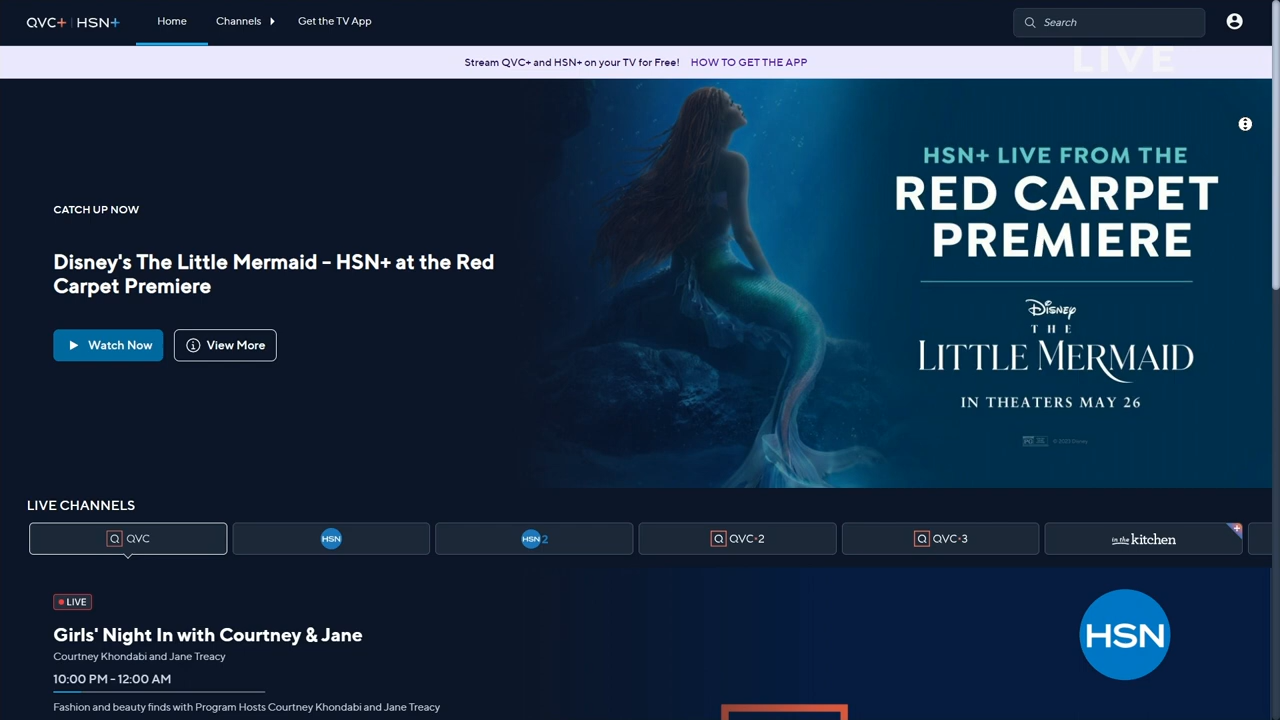 QVC+ | HSN+
Home
Channels
Get the TV App
Search
LIVE
Stream QVC+ and HSN+ on your TV for Free! HOW TO GET THE APP
CATCH UP NOW
Disney's The Little Mermaid - HSN+ at the Red
Carpet Premiere
Watch Now
View More
HSN+ LIVE FROM THE
RED CARPET
PREMIERE
Disney
THE
LITTLE MERMAID
IN THEATERS MAY 26
© 2023 Disney
LIVE CHANNELS
Q QVC
HSN
HSN 2
Q QVC•2
Q QVC•3
in the kitchen
+
LIVE
Girls' Night In with Courtney & Jane
Courtney Khondabi and Jane Treacy
10:00 PM - 12:00 AM
Fashion and beauty finds with Program Hosts Courtney Khondabi and Jane Treacy
HSN